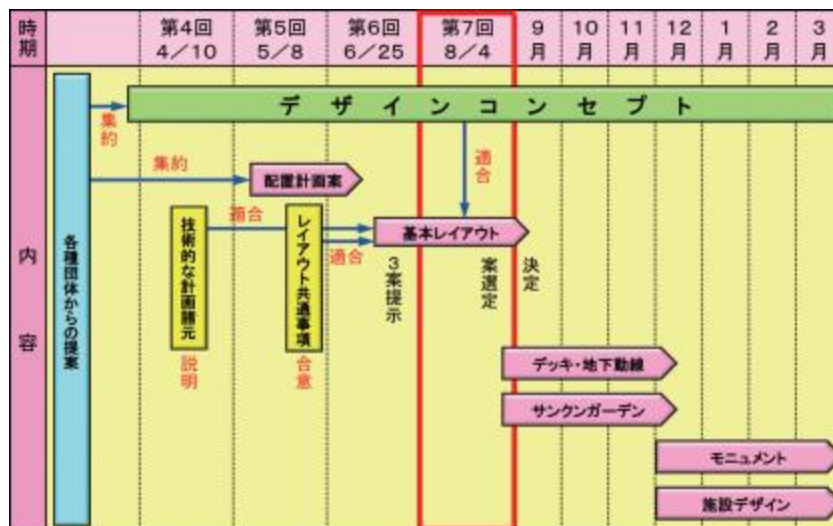 時期
第4回
4／10
第5回
5／8
第6回
6／25
第7回
8／4
9月
10月
11月
12月
1月
2月
3月
内容
各種団体からの提案
デザインコンセプト
集約
集約
配置計画案
適合
技術的な計画諸元
適合
レイアウト共通事項
適合
基本レイアウト
3案提示
案選定
決定
説明
合意
デッキ・地下動線
サンクンガーデン
モニュメント
施設デザイン